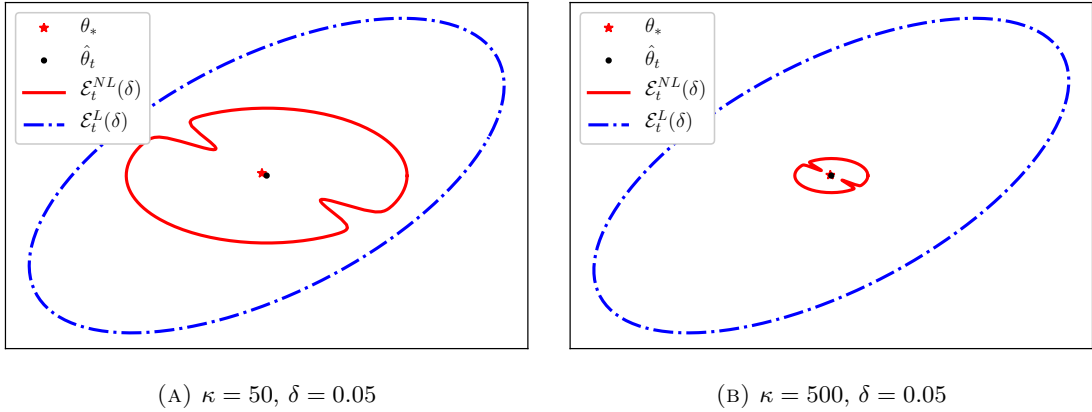 θ∗
θ̂t
ℰtNL(δ)
ℰtL(δ)
(A) κ = 50, δ = 0.05
θ∗
θ̂t
ℰtNL(δ)
ℰtL(δ)
(B) κ = 500, δ = 0.05